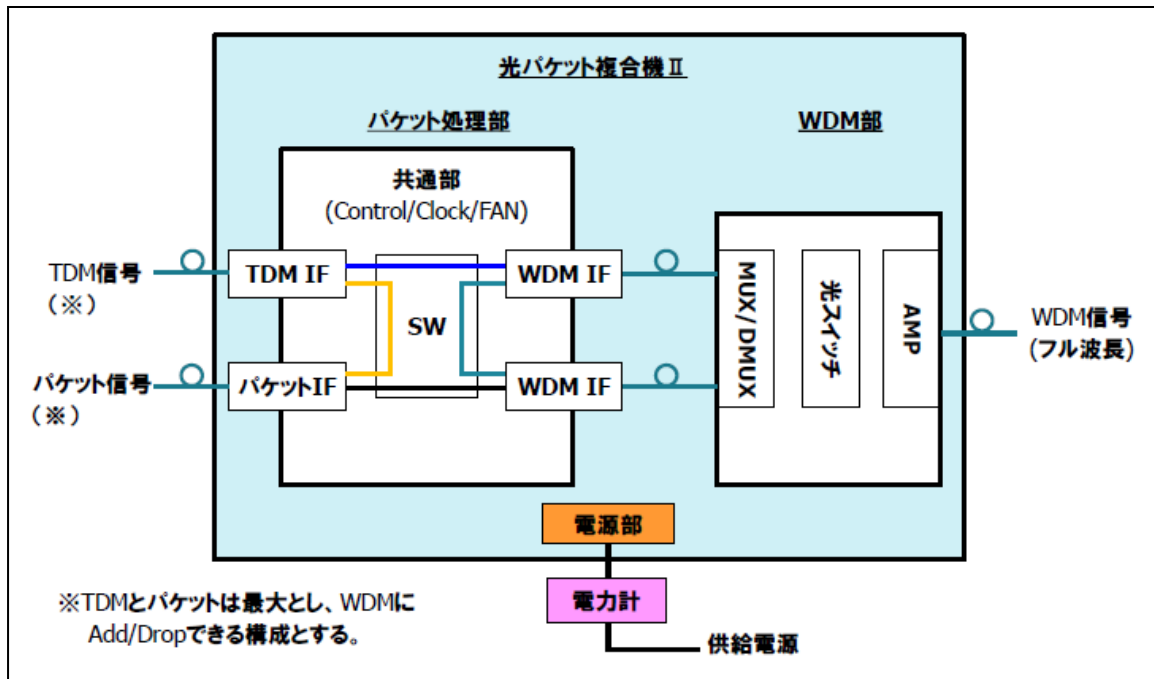 光パケット複合機Ⅱ
パケット処理部
WDM部
共通部
(Control/Clock/FAN)
TDM信号
(※)
TDM IF
WDM IF
SW
パケット信号
(※)
パケットIF
WDM IF
MUX/DMUX
光スイッチ
AMP
WDM信号
(フル波長)
電源部
電力計
供給電源
※TDMとパケットは最大とし、WDMに
Add/Dropできる構成とする。